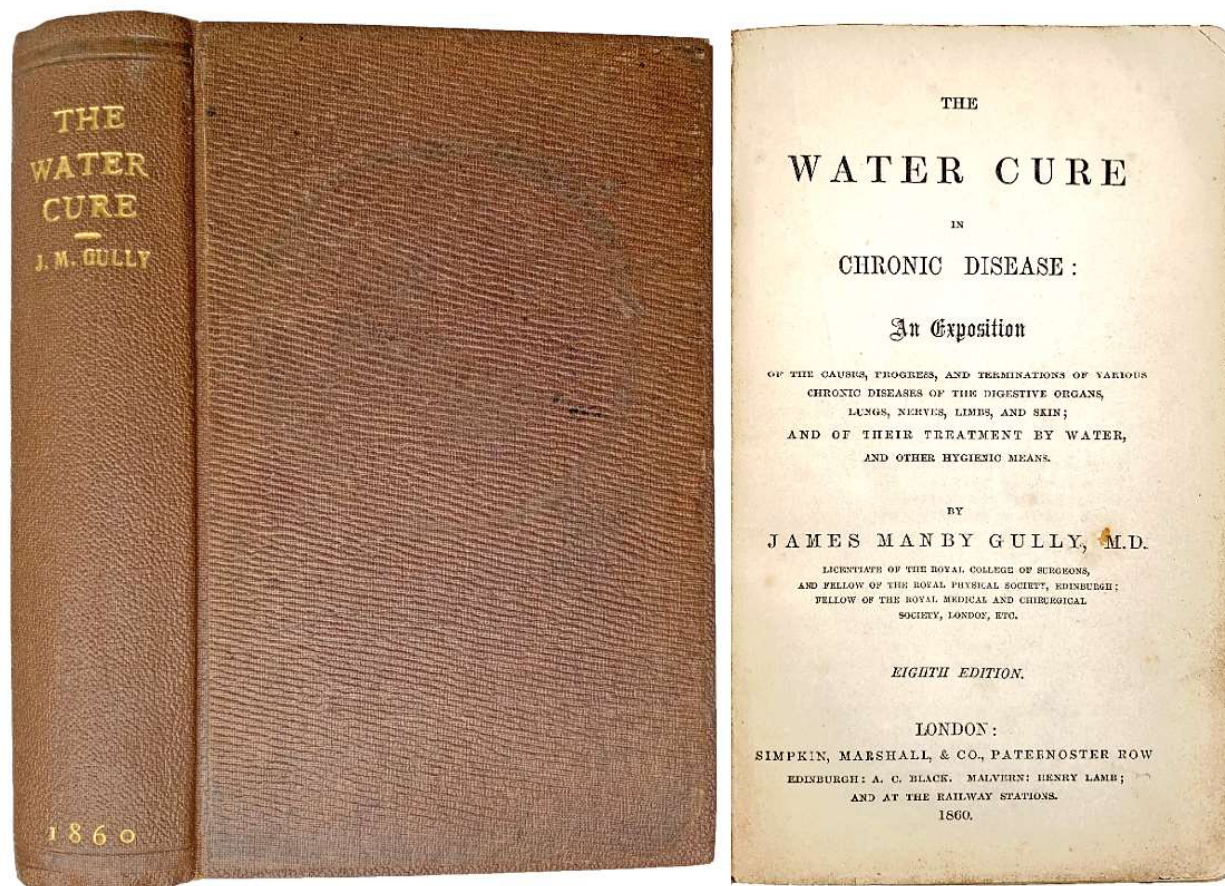 THE
WATER
CURE
J. M. GULLY
1860
THE
WATER CURE
IN
CHRONIC DISEASE:
An Exposition
OF THE CAUSES, PROGRESS, AND TERMINATIONS OF VARIOUS
CHRONIC DISEASES OF THE DIGESTIVE ORGANS,
LUNGS, NERVES, LIMBS, AND SKIN;
AND OF THEIR TREATMENT BY WATER,
AND OTHER HYGIENIC MEANS.
BY
JAMES MANBY GULLY, M.D.
LICENTIATE OF THE ROYAL COLLEGE OF SURGEONS,
AND FELLOW OF THE ROYAL PHYSICAL SOCIETY, EDINBURGH;
FELLOW OF THE ROYAL MEDICAL AND CHIRURGICAL
SOCIETY, LONDON, ETC.
EIGHTH EDITION.
LONDON:
SIMPKIN, MARSHALL, & CO., PATERNOSTER ROW
EDINBURGH: A. C. BLACK. MALVERN: HENRY LAMB;
AND AT THE RAILWAY STATIONS.
1860.